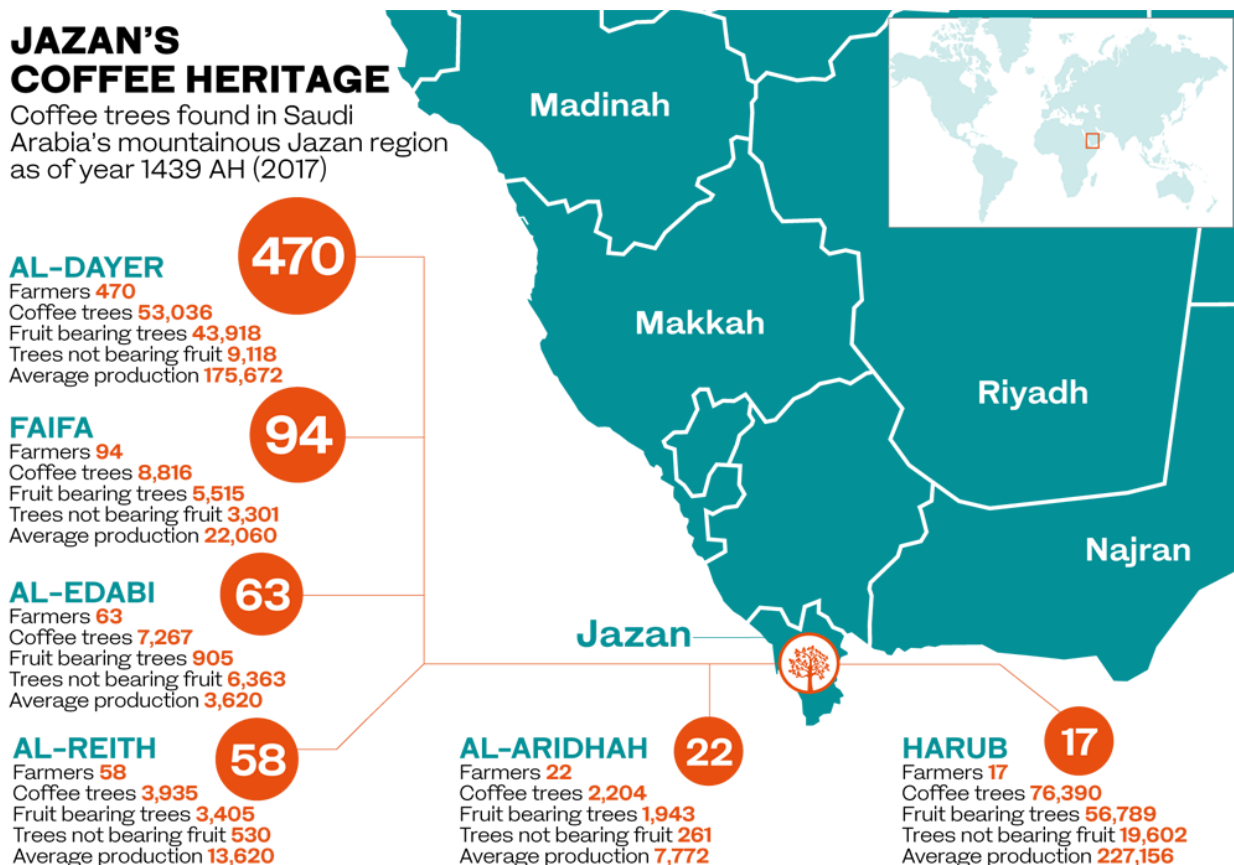 JAZAN'S
COFFEE HERITAGE
Coffee trees found in Saudi
Arabia's mountainous Jazan region
as of year 1439 AH (2017)
Madinah
Makkah
Riyadh
Najran
Jazan
470
AL-DAYER
Farmers 470
Coffee trees 53,036
Fruit bearing trees 43,918
Trees not bearing fruit 9,118
Average production 175,672
94
FAIFA
Farmers 94
Coffee trees 8,816
Fruit bearing trees 5,515
Trees not bearing fruit 3,301
Average production 22,060
63
AL-EDABI
Farmers 63
Coffee trees 7,267
Fruit bearing trees 905
Trees not bearing fruit 6,363
Average production 3,620
58
AL-REITH
Farmers 58
Coffee trees 3,935
Fruit bearing trees 3,405
Trees not bearing fruit 530
Average production 13,620
22
AL-ARIDHAH
Farmers 22
Coffee trees 2,204
Fruit bearing trees 1,943
Trees not bearing fruit 261
Average production 7,772
17
HARUB
Farmers 17
Coffee trees 76,390
Fruit bearing trees 56,789
Trees not bearing fruit 19,602
Average production 227,156